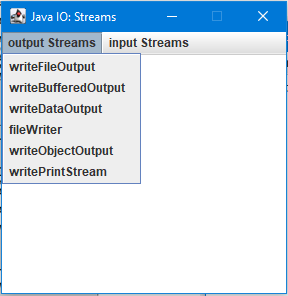 Java IO: Streams
output Streams input Streams
writeFileOutput
writeBufferedOutput
writeDataOutput
fileWriter
writeObjectOutput
writePrintStream